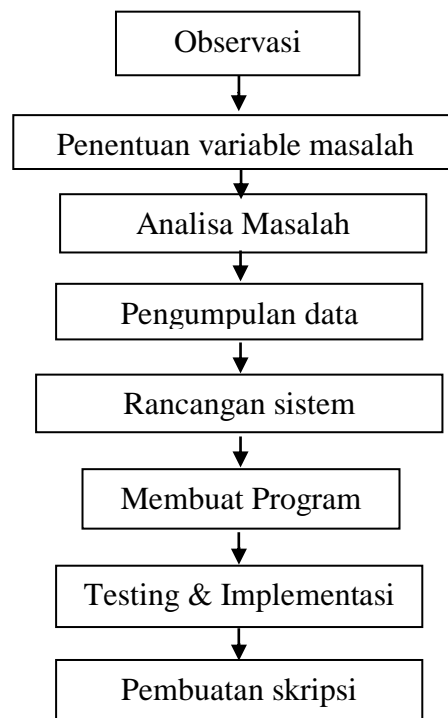 Observasi
Penentuan variable masalah
Analisa Masalah
Pengumpulan data
Rancangan sistem
Membuat Program
Testing & Implementasi
Pembuatan skripsi